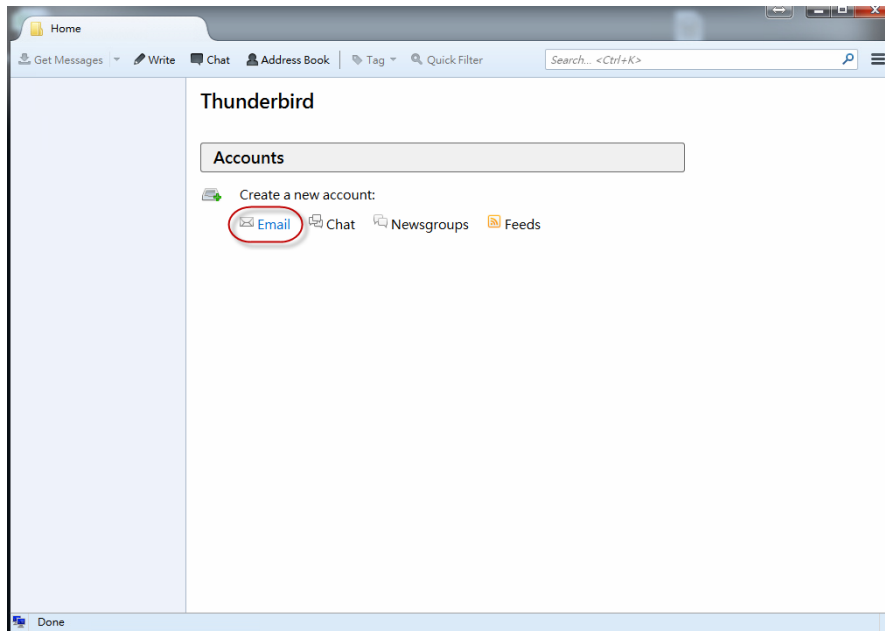 Home
Get Messages Write Chat Address Book Tag Quick Filter Search... <Ctrl+K>
Thunderbird
Accounts
Create a new account:
Email Chat Newsgroups Feeds
Done